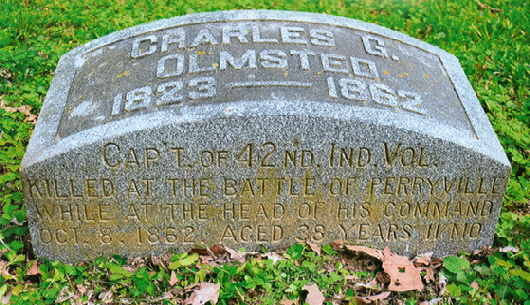 CHARLES G.
OLMSTED
1823 — 1862
CAP'T. OF 42ND. IND. VOL.
KILLED AT THE BATTLE OF PERRYVILLE
WHILE AT THE HEAD OF HIS COMMAND
OCT. 8, 1862. AGED 38 YEARS 11 MO.